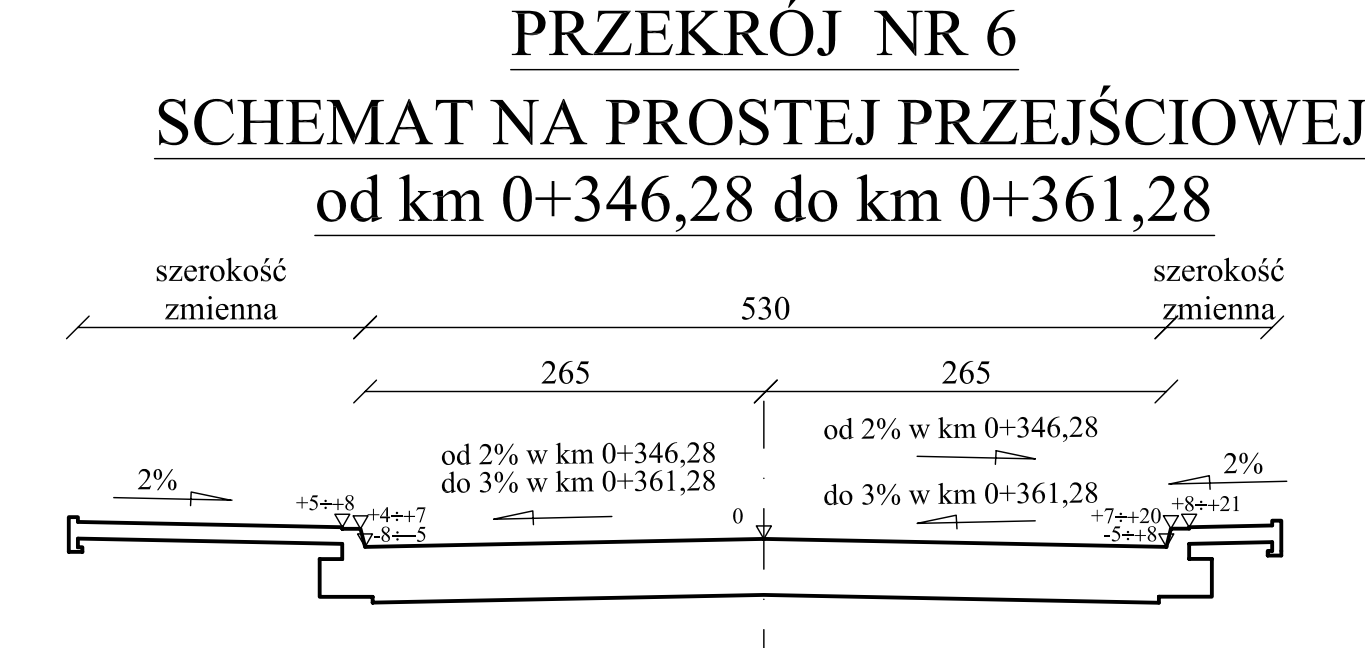 PRZEKRÓJ NR 6
SCHEMAT NA PROSTEJ PRZEJŚCIOWEJ
od km 0+346,28 do km 0+361,28
szerokość
zmienna
530
szerokość
zmienna
265
265
od 2% w km 0+346,28
do 3% w km 0+361,28
od 2% w km 0+346,28
do 3% w km 0+361,28
2%
2%
+5÷+8
+4÷+7
-8÷-5
0
+7÷+20
-5÷+8
+8÷+21